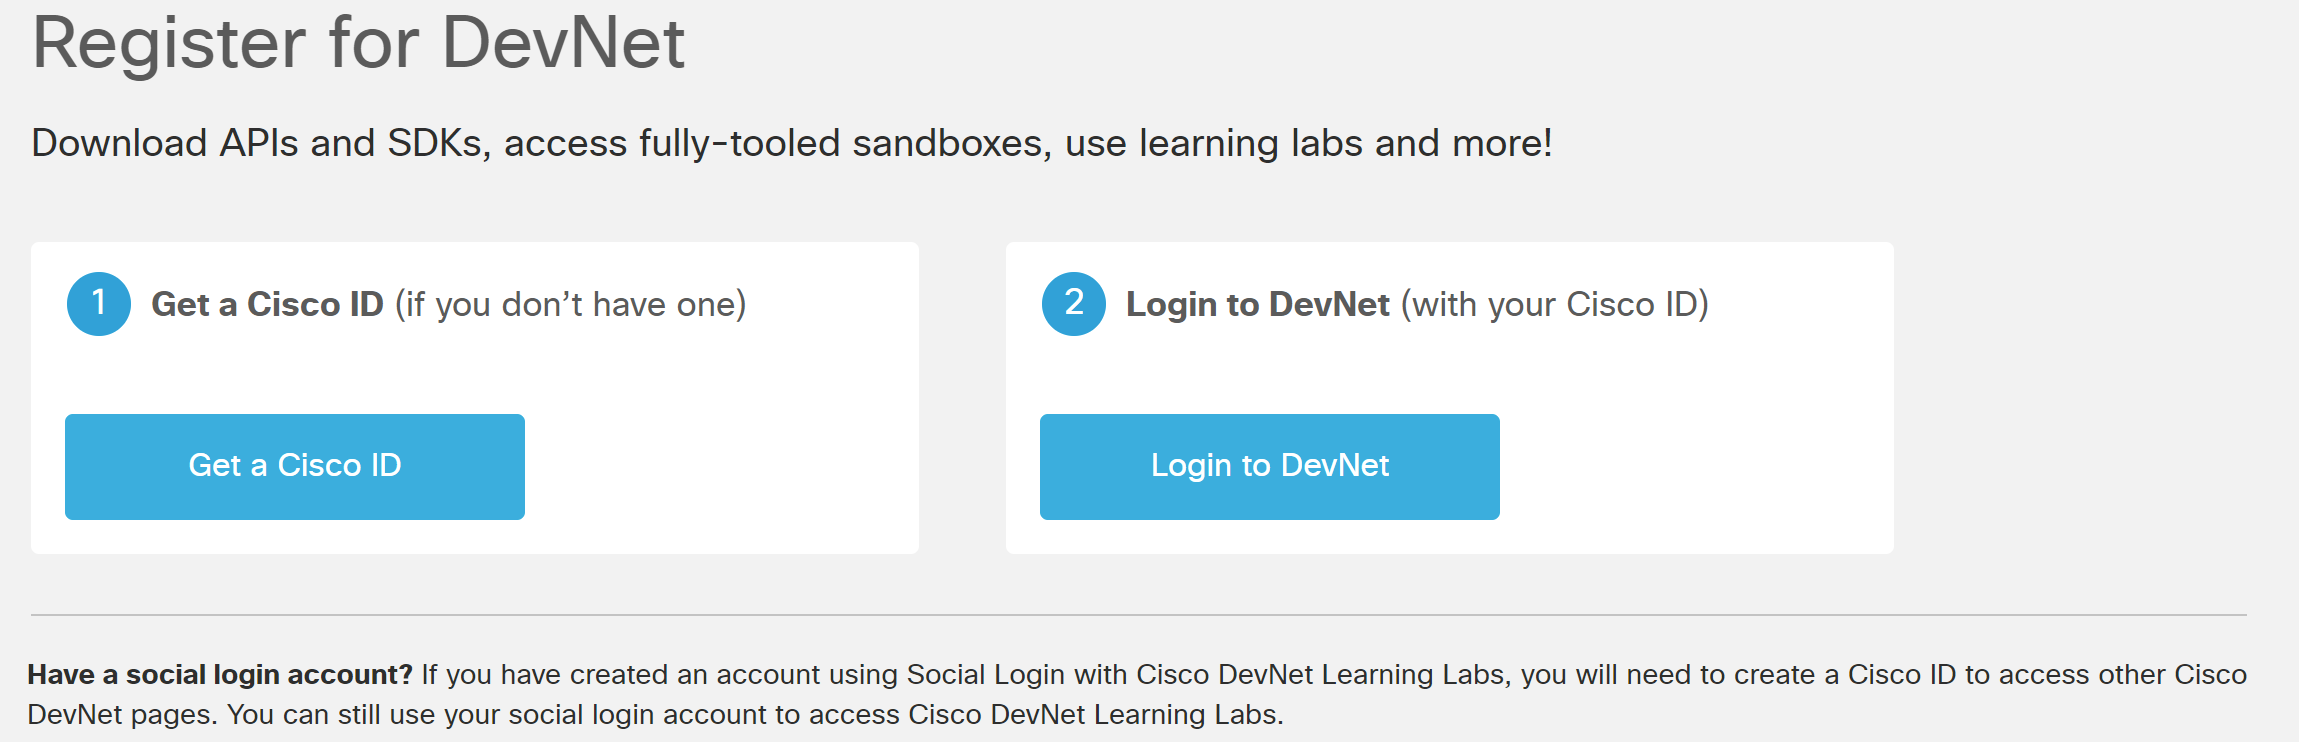 Register for DevNet
Download APIs and SDKs, access fully-tooled sandboxes, use learning labs and more!
1 Get a Cisco ID (if you don’t have one)
Get a Cisco ID
2 Login to DevNet (with your Cisco ID)
Login to DevNet
Have a social login account? If you have created an account using Social Login with Cisco DevNet Learning Labs, you will need to create a Cisco ID to access other Cisco
DevNet pages. You can still use your social login account to access Cisco DevNet Learning Labs.